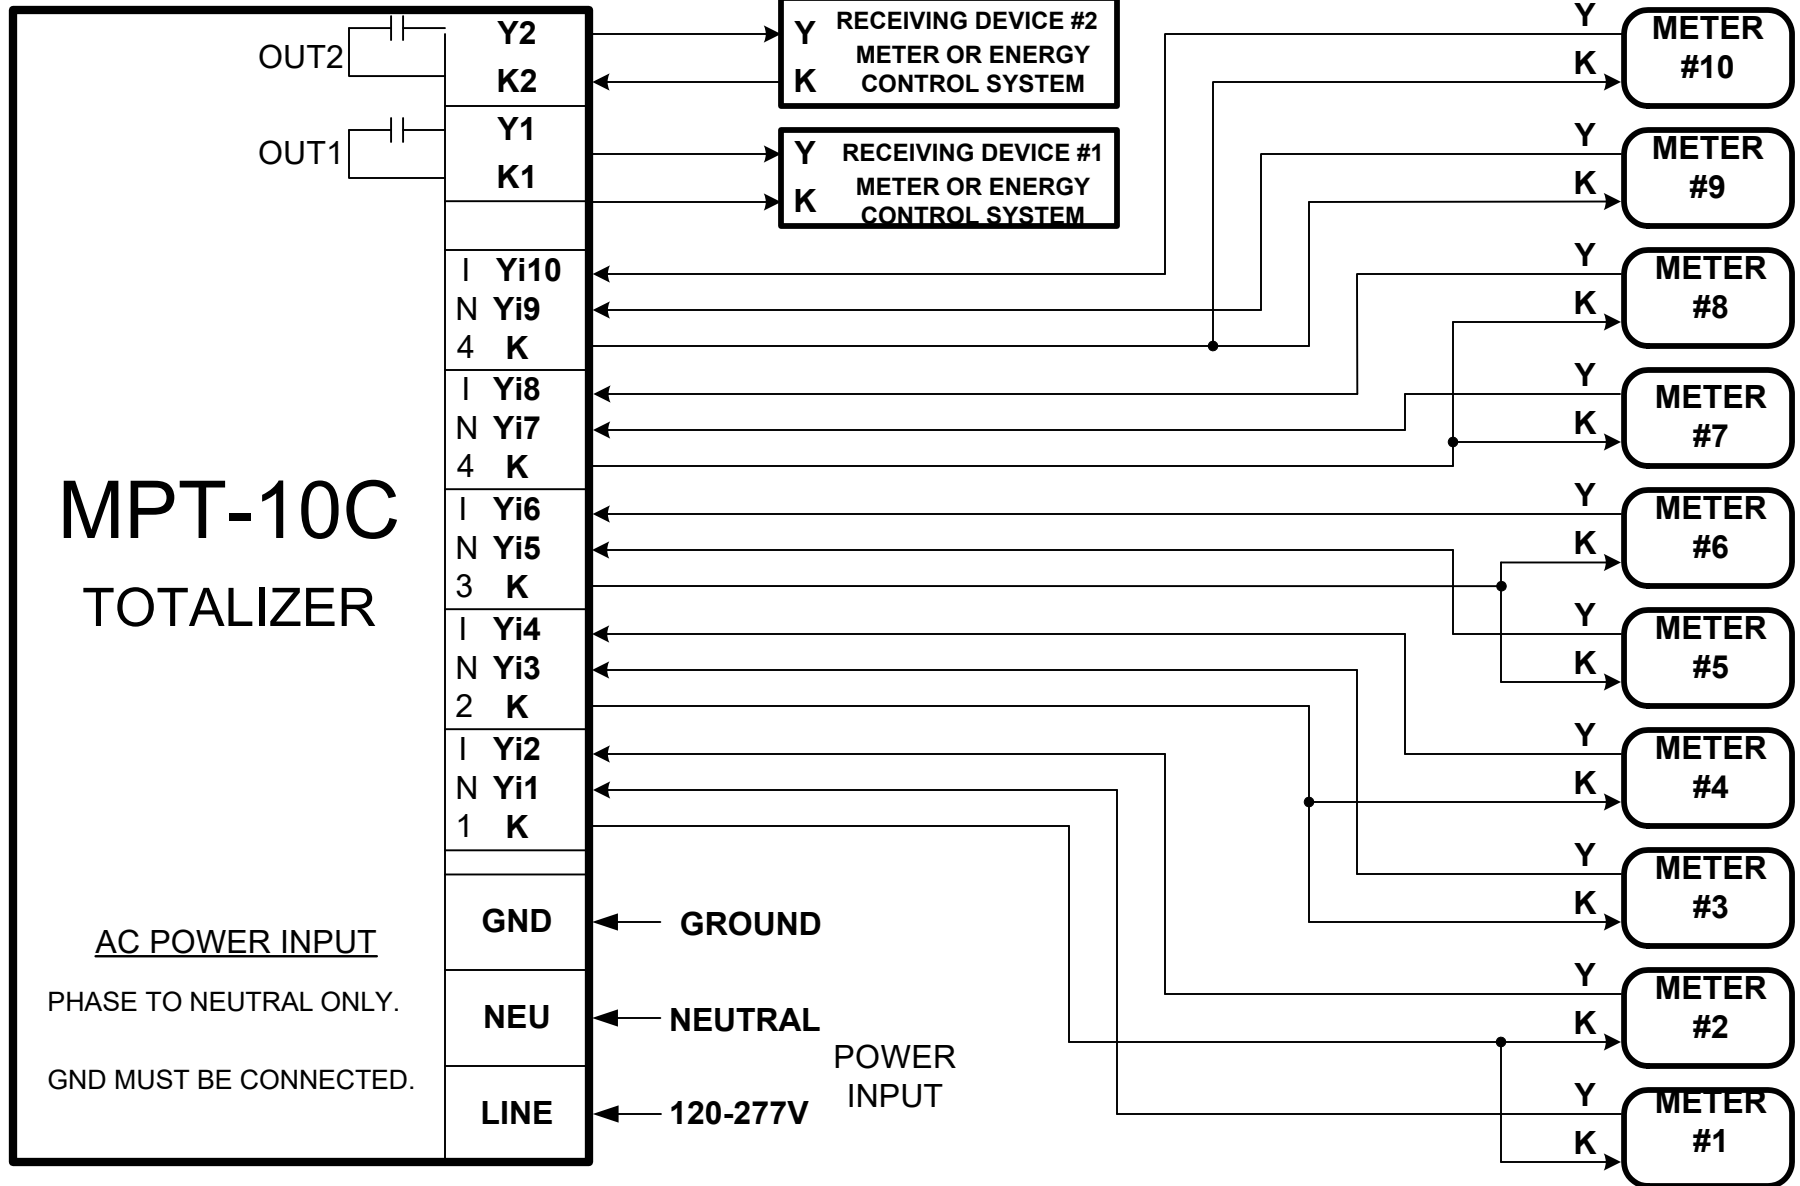 OUT2
OUT1
MPT-10C
TOTALIZER
AC POWER INPUT
PHASE TO NEUTRAL ONLY.
GND MUST BE CONNECTED.
Y2
K2
Y1
K1
I Yi10
N Yi9
4 K
I Yi8
N Yi7
4 K
I Yi6
N Yi5
3 K
I Yi4
N Yi3
2 K
I Yi2
N Yi1
1 K
GND
NEU
LINE
GROUND
NEUTRAL
120-277V
POWER
INPUT
Y RECEIVING DEVICE #2
METER OR ENERGY
K CONTROL SYSTEM
Y RECEIVING DEVICE #1
METER OR ENERGY
K CONTROL SYSTEM
Y METER
K #10
Y METER
K #9
Y METER
K #8
Y METER
K #7
Y METER
K #6
Y METER
K #5
Y METER
K #4
Y METER
K #3
Y METER
K #2
Y METER
K #1